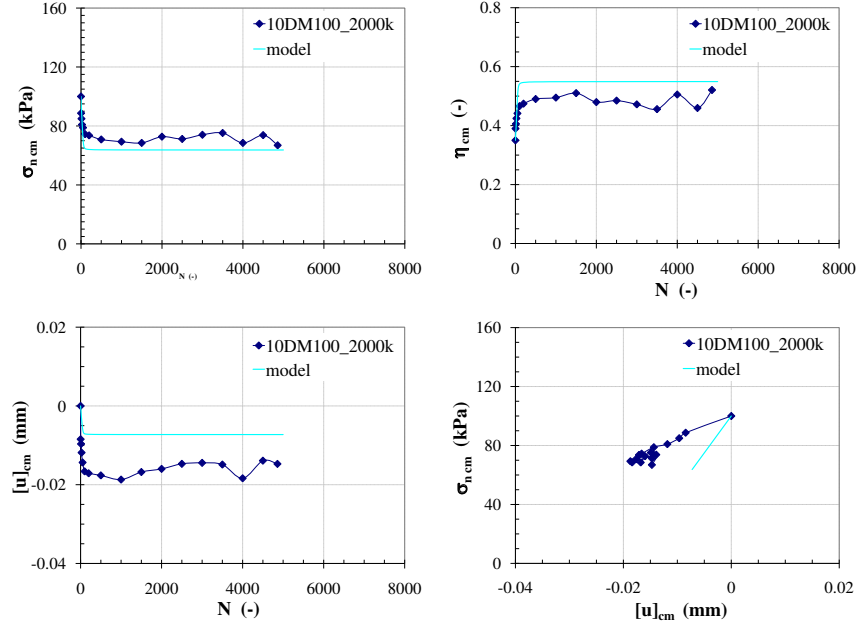 160
120
80
40
0
σn cm (kPa)
10DM100_2000k
model
0
2000
4000
6000
8000
N (-)
0.8
0.6
0.4
0.2
0.0
ηcm (-)
10DM100_2000k
model
0
2000
4000
6000
8000
N (-)
0.02
0
-0.02
-0.04
[u]cm (mm)
10DM100_2000k
model
0
2000
4000
6000
8000
N (-)
160
120
80
40
0
σn cm (kPa)
10DM100_2000k
model
-0.04
-0.02
0
0.02
[u]cm (mm)